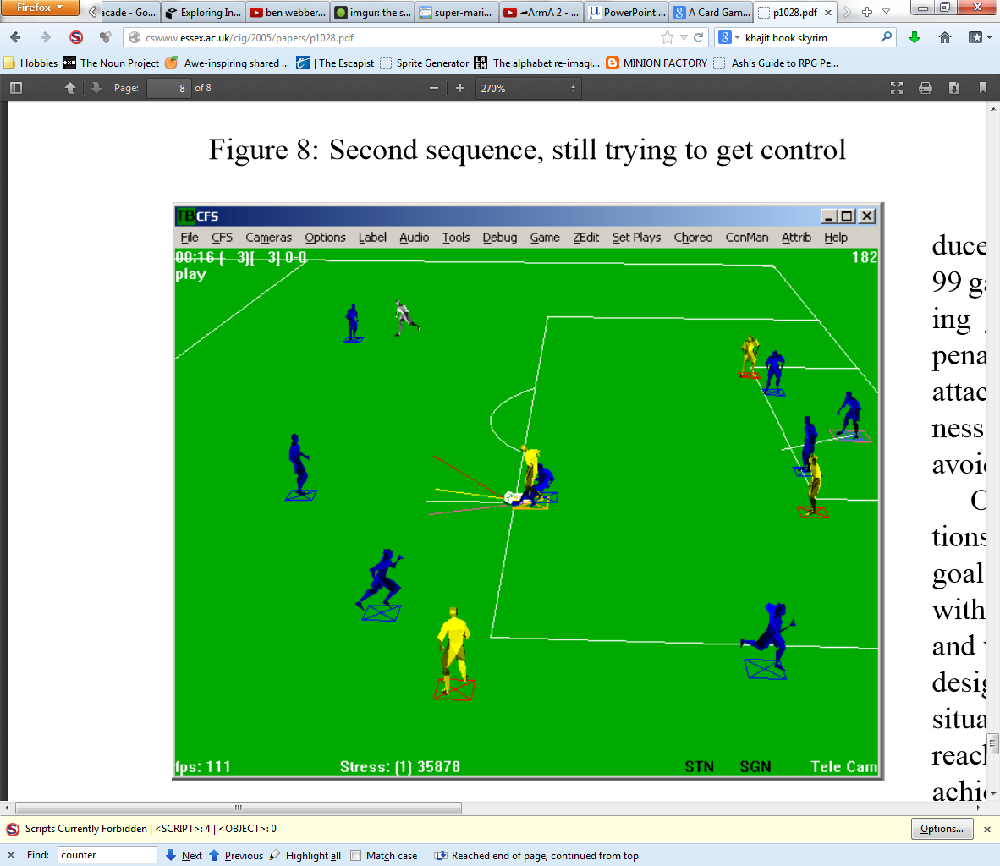 Firefox
acade - Go...
Exploring In...
ben webber...
imgur: the s...
super-mari...
ArmA 2 - ...
PowerPoint ...
A Card Gam...
p1028.pdf
cswww.essex.ac.uk/cig/2005/papers/p1028.pdf
khajit book skyrim
Hobbies
The Noun Project
Awe-inspiring shared ...
| The Escapist
Sprite Generator
The alphabet re-imagi...
MINION FACTORY
Ash's Guide to RPG Pe...
Page: 8 of 8
270%
Figure 8: Second sequence, still trying to get control
TB CFS
File CFS Cameras Options Label Audio Tools Debug Game ZEdit Set Plays Choreo ConMan Attrib Help
00:16 [ 3][ 3] 0-0
182
play
fps: 111
Stress: (1) 35878
STN
SGN
Tele Cam
duce
99 ga
ing
pena
attac
ness
avoi
O
tions
goal
with
and
desig
situa
reac
achi
Scripts Currently Forbidden | <SCRIPT>: 4 | <OBJECT>: 0
Options...
Find: counter
Next
Previous
Highlight all
Match case
Reached end of page, continued from top